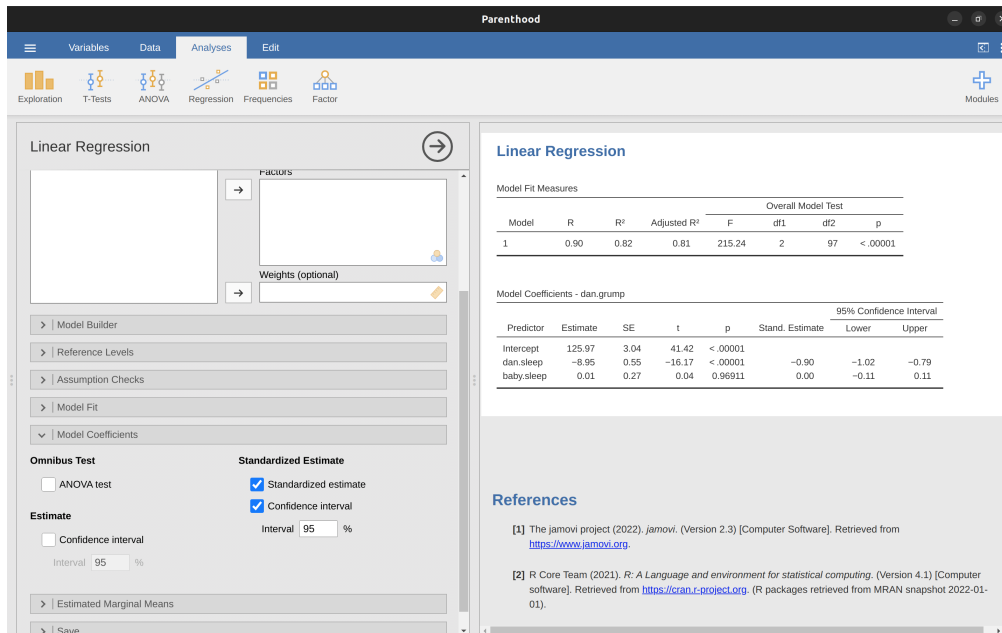 Parenthood
Variables Data Analyses Edit
Exploration T-Tests ANOVA Regression Frequencies Factor Modules
Linear Regression
Factors
Weights (optional)
Model Builder
Reference Levels
Assumption Checks
Model Fit
Model Coefficients
Omnibus Test Standardized Estimate
ANOVA test Standardized estimate
Confidence interval
Estimate
Interval 95 %
Confidence interval
Interval 95 %
Estimated Marginal Means
Save
Linear Regression
Model Fit Measures
Overall Model Test
Model R R² Adjusted R² F df1 df2 p
1 0.90 0.82 0.81 215.24 2 97 < .00001
Model Coefficients - dan.grump
95% Confidence Interval
Predictor Estimate SE t p Stand. Estimate Lower Upper
Intercept 125.97 3.04 41.42 < .00001
dan.sleep −8.95 0.55 −16.17 < .00001 −0.90 −1.02 −0.79
baby.sleep 0.01 0.27 0.04 0.96911 0.00 −0.11 0.11
References
[1] The jamovi project (2022). jamovi. (Version 2.3) [Computer Software]. Retrieved from
https://www.jamovi.org.
[2] R Core Team (2021). R: A Language and environment for statistical computing. (Version 4.1) [Computer
software]. Retrieved from https://cran.r-project.org. (R packages retrieved from MRAN snapshot 2022-01-
01).